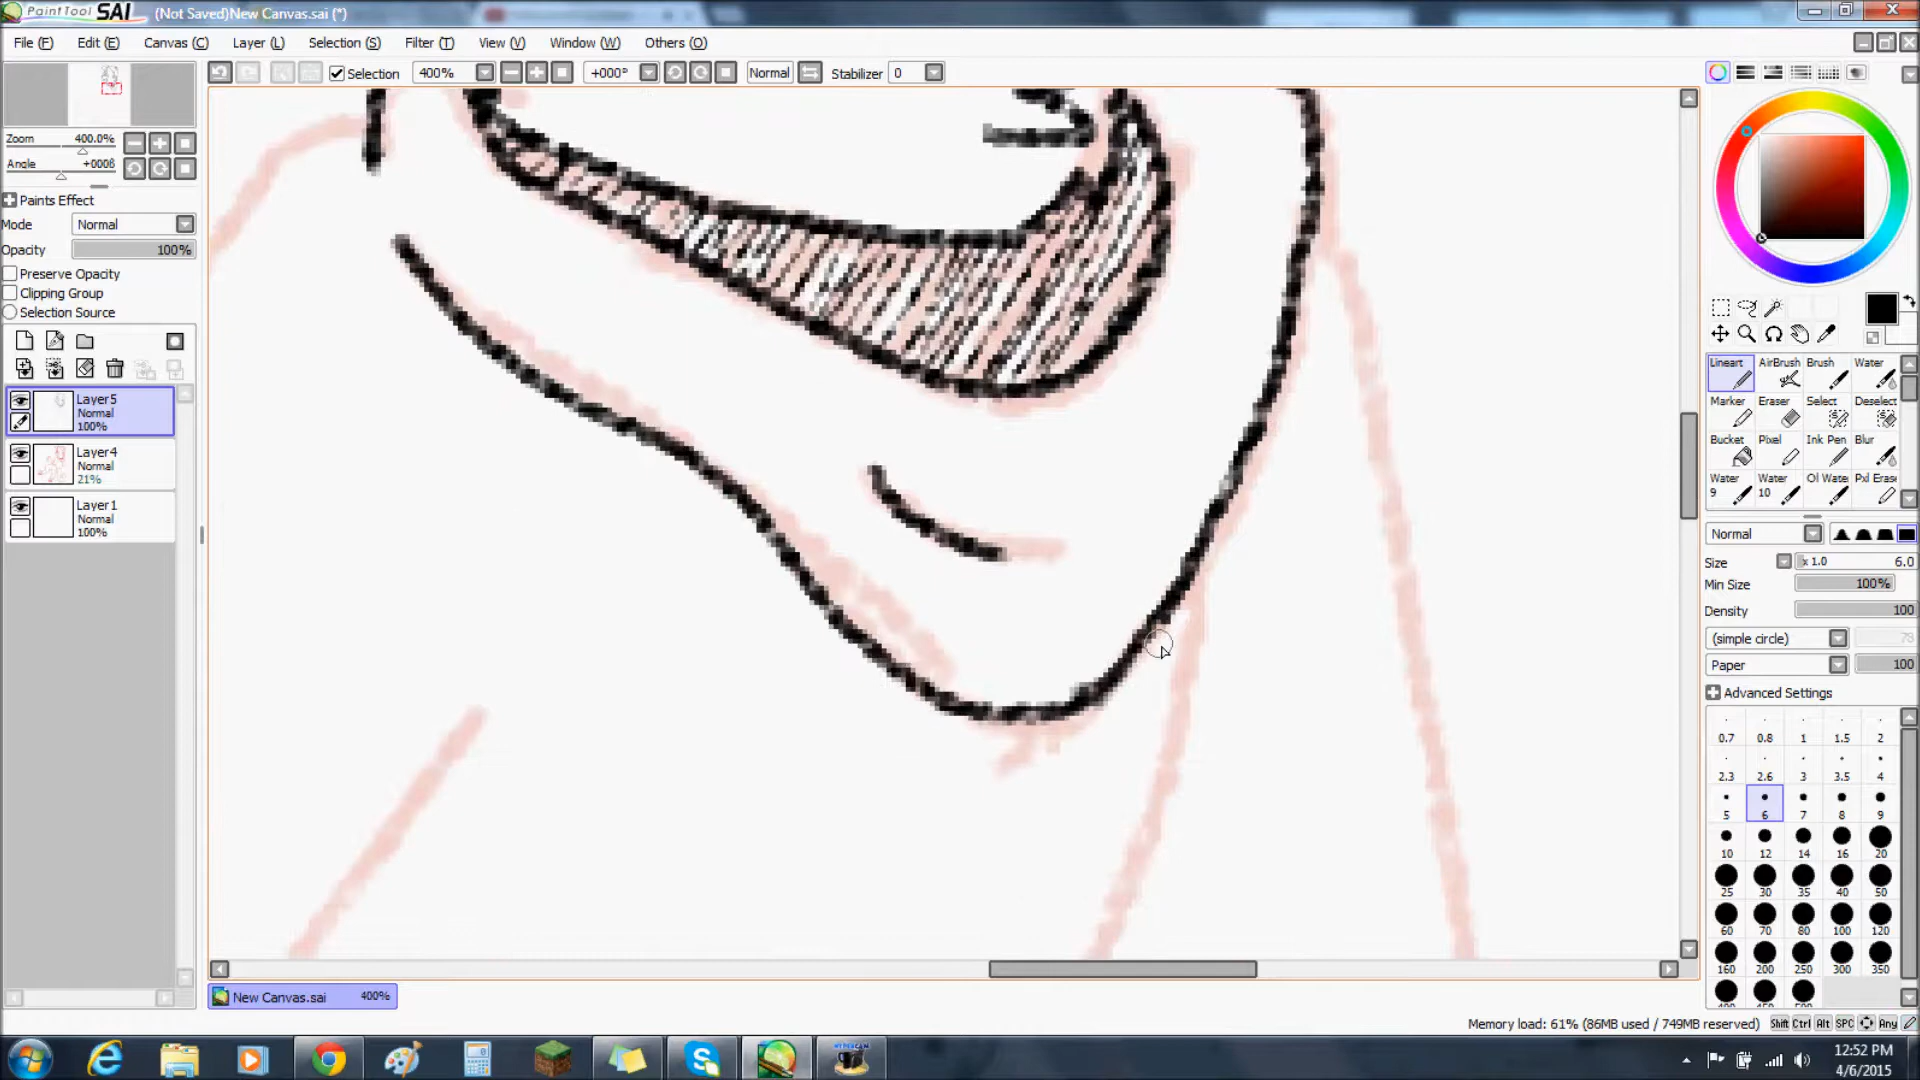 PaintTool SAI (Not Saved)New Canvas.sai (*)
File (F) Edit (E) Canvas (C) Layer (L) Selection (S) Filter (T) View (V) Window (W) Others (O)
Selection 400% +000° Normal Stabilizer 0
Zoom 400.0%
Angle +000ß
Paints Effect
Mode Normal
Opacity 100%
Preserve Opacity
Clipping Group
Selection Source
Layer5
Normal
100%
Layer4
Normal
21%
Layer1
Normal
100%
Lineart AirBrush Brush Water
Marker Eraser Select Deselect
Bucket Pixel Ink Pen Blur
Water 9 Water 10 Ol Wate Pxl Erase
Normal
Size x 1.0 6.0
Min Size 100%
Density 100
(simple circle)
Paper 100
Advanced Settings
0.7 0.8 1 1.5 2
2.3 2.6 3 3.5 4
5 6 7 8 9
10 12 14 16 20
25 30 35 40 50
60 70 80 100 120
160 200 250 300 350
New Canvas.sai 400%
Memory load: 61% (86MB used / 749MB reserved) Shift Ctrl Alt SPC Any
12:52 PM
4/6/2015